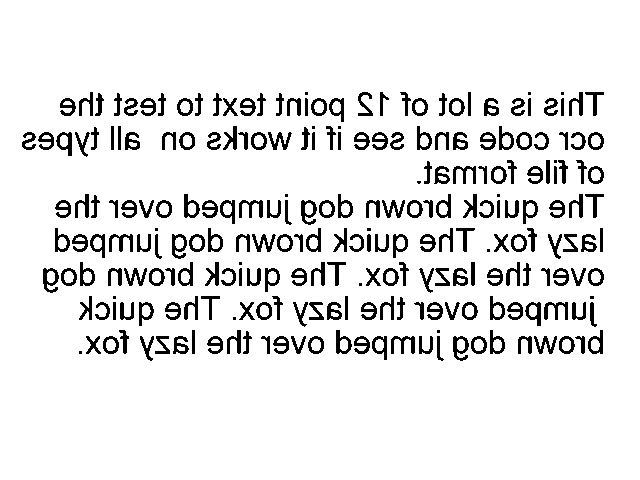 This is a lot of 12 point text to test the
ocr code and see if it works on  all types
of file format.
The quick brown dog jumped over the
lazy fox. The quick brown dog jumped
over the lazy fox. The quick brown dog
jumped over the lazy fox. The quick
brown dog jumped over the lazy fox.